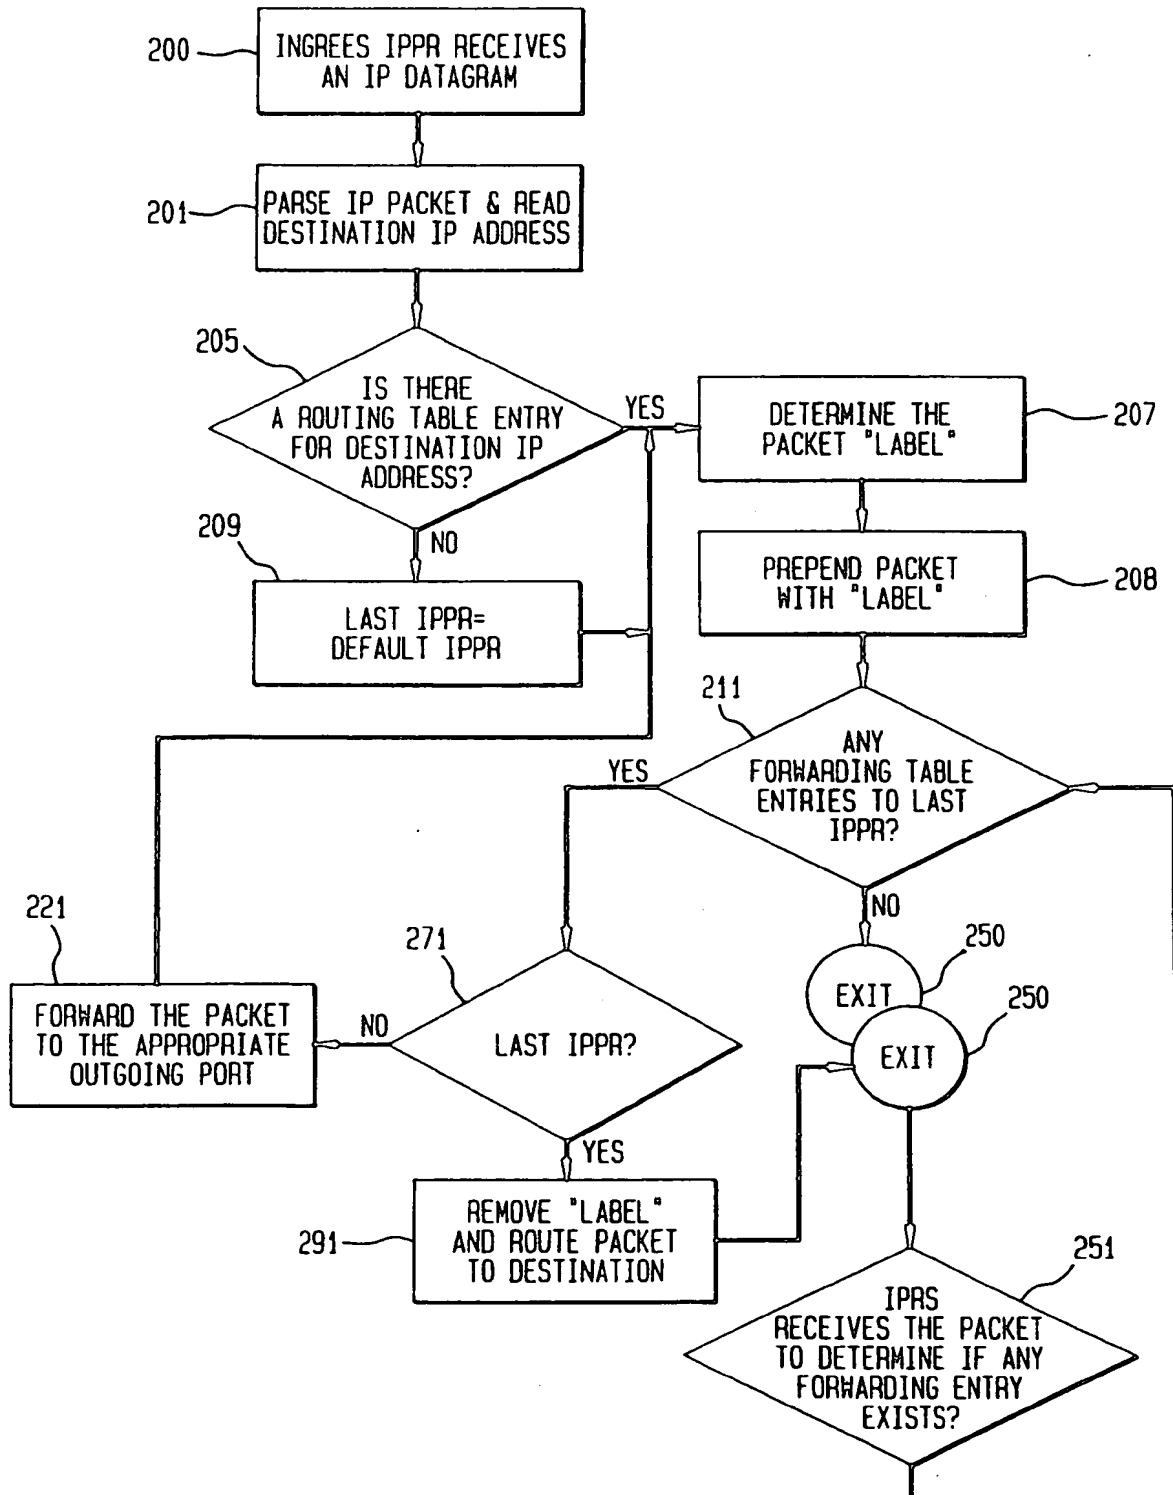 200
INGREES IPPR RECEIVES
AN IP DATAGRAM
201
PARSE IP PACKET & READ
DESTINATION IP ADDRESS
205
IS THERE
A ROUTING TABLE ENTRY
FOR DESTINATION IP
ADDRESS?
YES
NO
207
DETERMINE THE
PACKET "LABEL"
209
LAST IPPR=
DEFAULT IPPR
208
PREPEND PACKET
WITH "LABEL"
211
ANY
FORWARDING TABLE
ENTRIES TO LAST
IPPR?
YES
NO
221
FORWARD THE PACKET
TO THE APPROPRIATE
OUTGOING PORT
271
LAST IPPR?
NO
YES
250
EXIT
250
EXIT
291
REMOVE "LABEL"
AND ROUTE PACKET
TO DESTINATION
251
IPRS
RECEIVES THE PACKET
TO DETERMINE IF ANY
FORWARDING ENTRY
EXISTS?